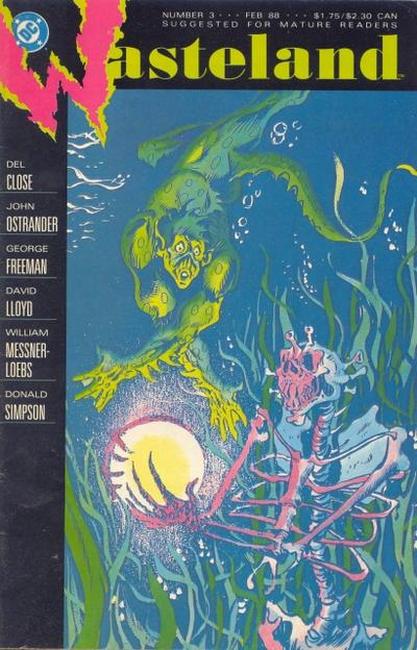 NUMBER 3 · · · FEB 88 · · · $1.75/$2.30 CAN
SUGGESTED FOR MATURE READERS
DC
Wasteland™
DEL
CLOSE
JOHN
OSTRANDER
GEORGE
FREEMAN
DAVID
LLOYD
WILLIAM
MESSNER-
LOEBS
DONALD
SIMPSON